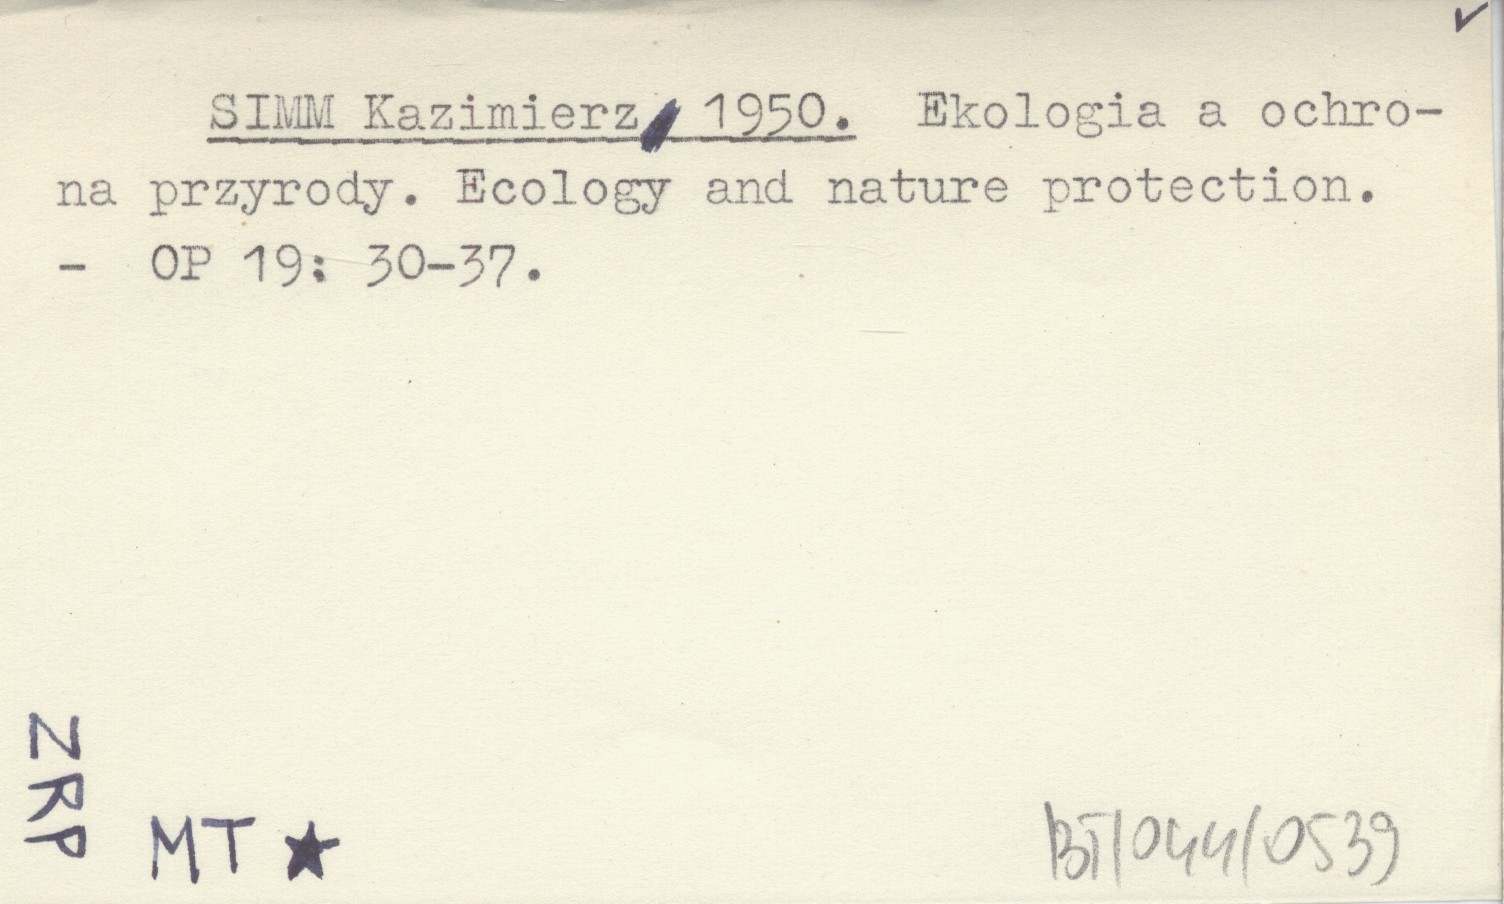 SIMM Kazimierz, 1950. Ekologia a ochro-
na przyrody. Ecology and nature protection.
- OP 19: 30-37.
ZRP
MT ★
BT/044/0539